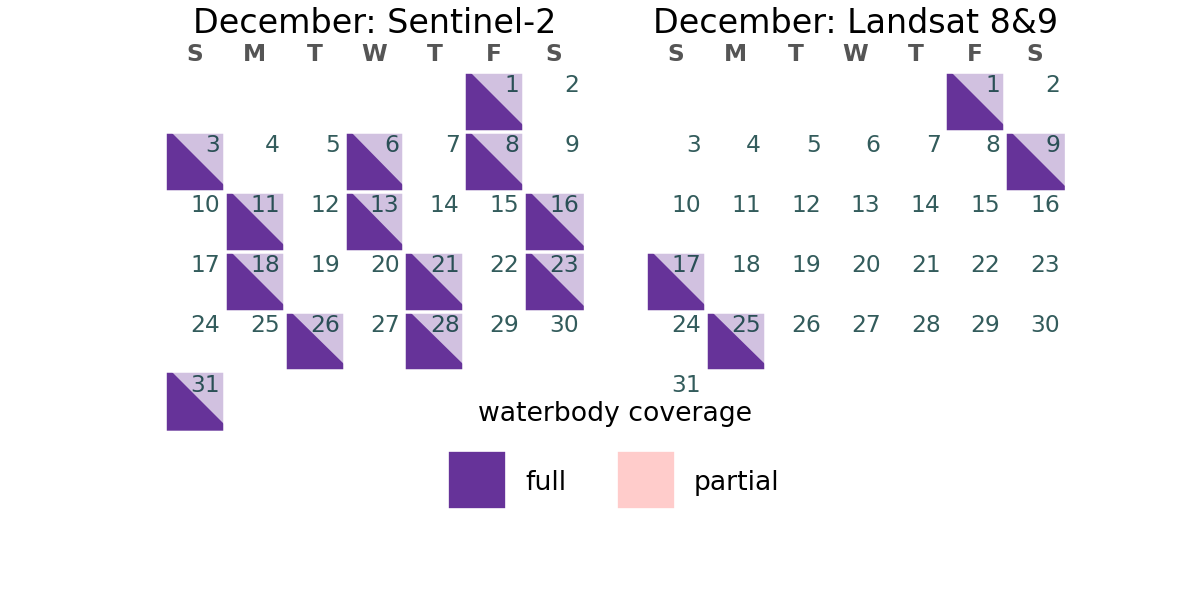 December: Sentinel-2
S M T W T F S
1 2
3 4 5 6 7 8 9
10 11 12 13 14 15 16
17 18 19 20 21 22 23
24 25 26 27 28 29 30
31
December: Landsat 8&9
S M T W T F S
1 2
3 4 5 6 7 8 9
10 11 12 13 14 15 16
17 18 19 20 21 22 23
24 25 26 27 28 29 30
31
waterbody coverage
full partial